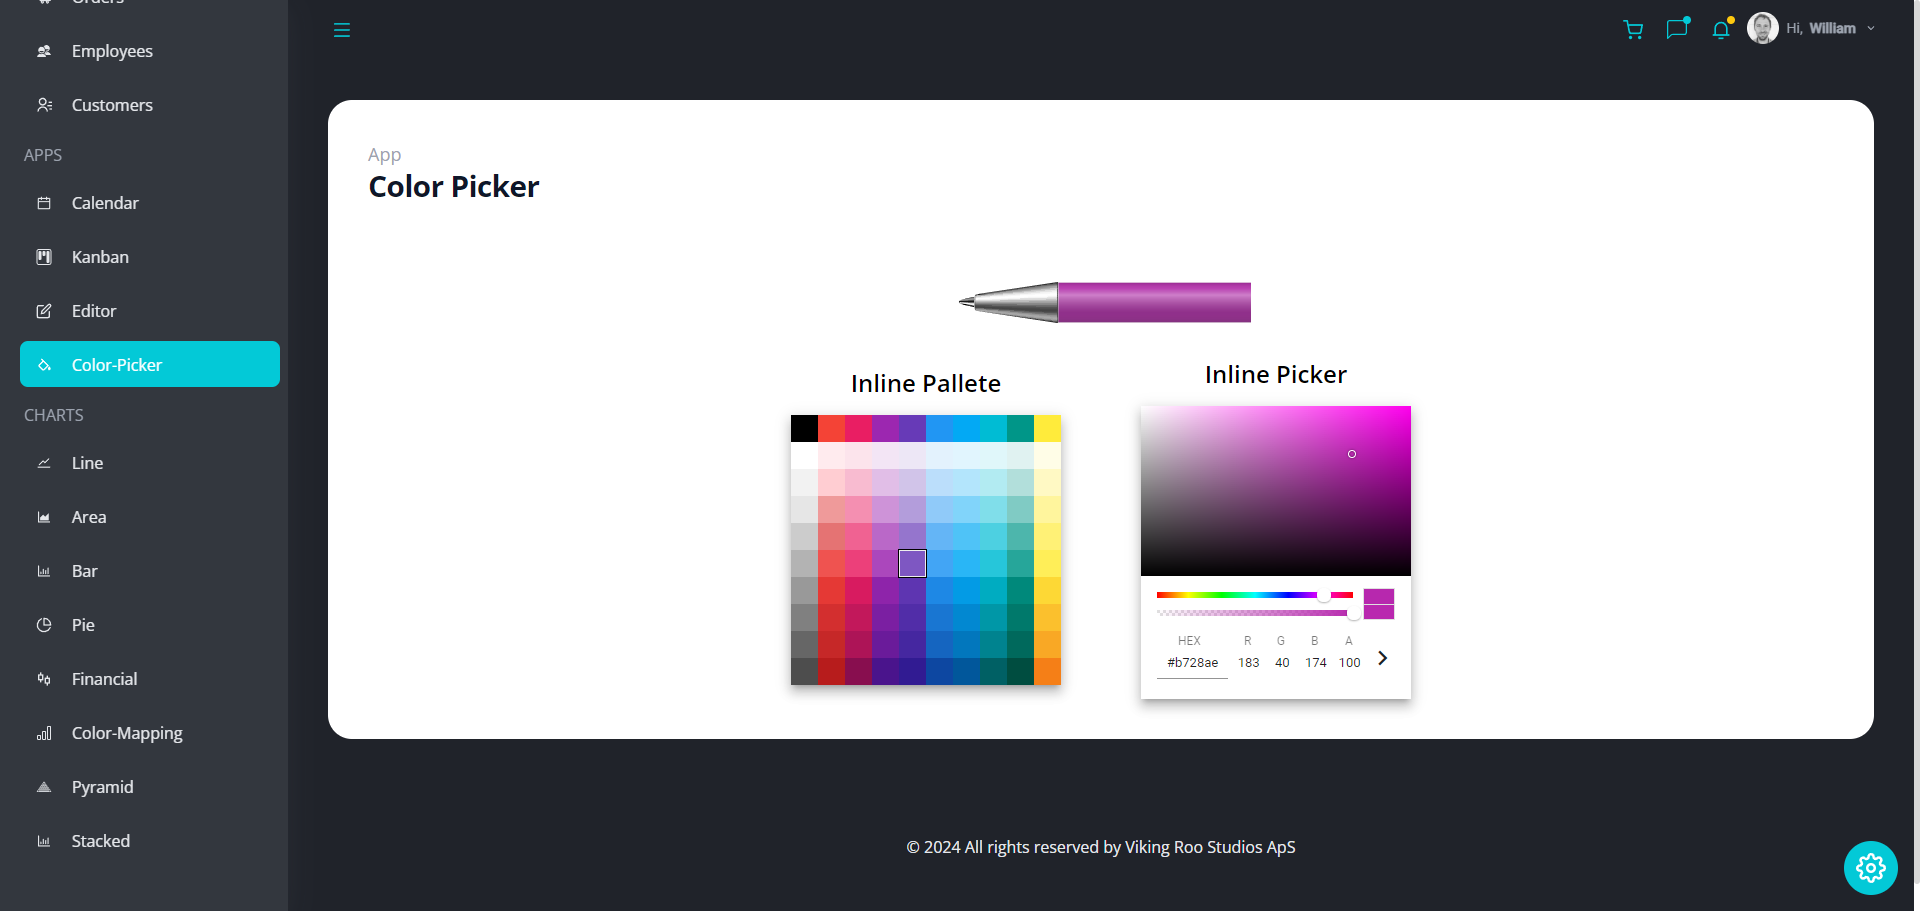 Orders
Employees
Customers
APPS
Calendar
Kanban
Editor
Color-Picker
CHARTS
Line
Area
Bar
Pie
Financial
Color-Mapping
Pyramid
Stacked
Hi, William
App
Color Picker
Inline Pallete
Inline Picker
HEX R G B A
#b728ae 183 40 174 100
© 2024 All rights reserved by Viking Roo Studios ApS